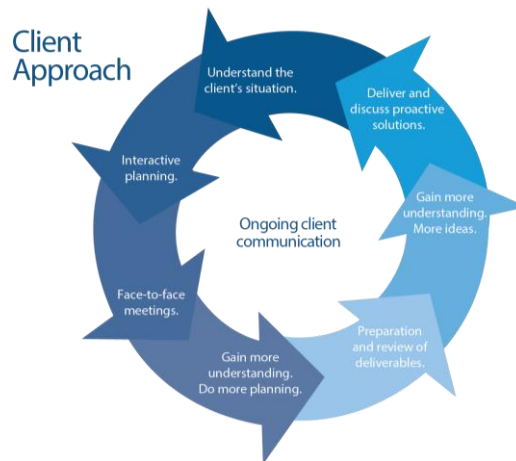 Client
Approach
Understand the
client's situation.
Interactive
planning.
Face-to-face
meetings.
Gain more
understanding.
Do more planning.
Preparation
and review of
deliverables.
Gain more
understanding.
More ideas.
Deliver and
discuss proactive
solutions.
Ongoing client
communication